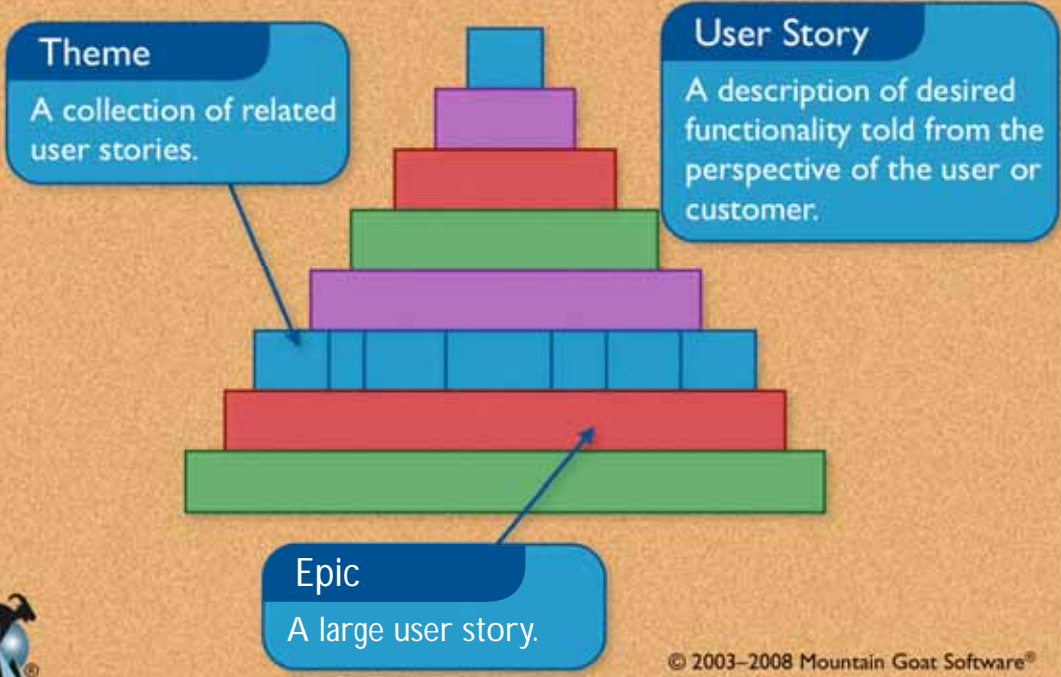 Theme
A collection of related
user stories.
User Story
A description of desired
functionality told from the
perspective of the user or
customer.
Epic
A large user story.
®
© 2003–2008 Mountain Goat Software®